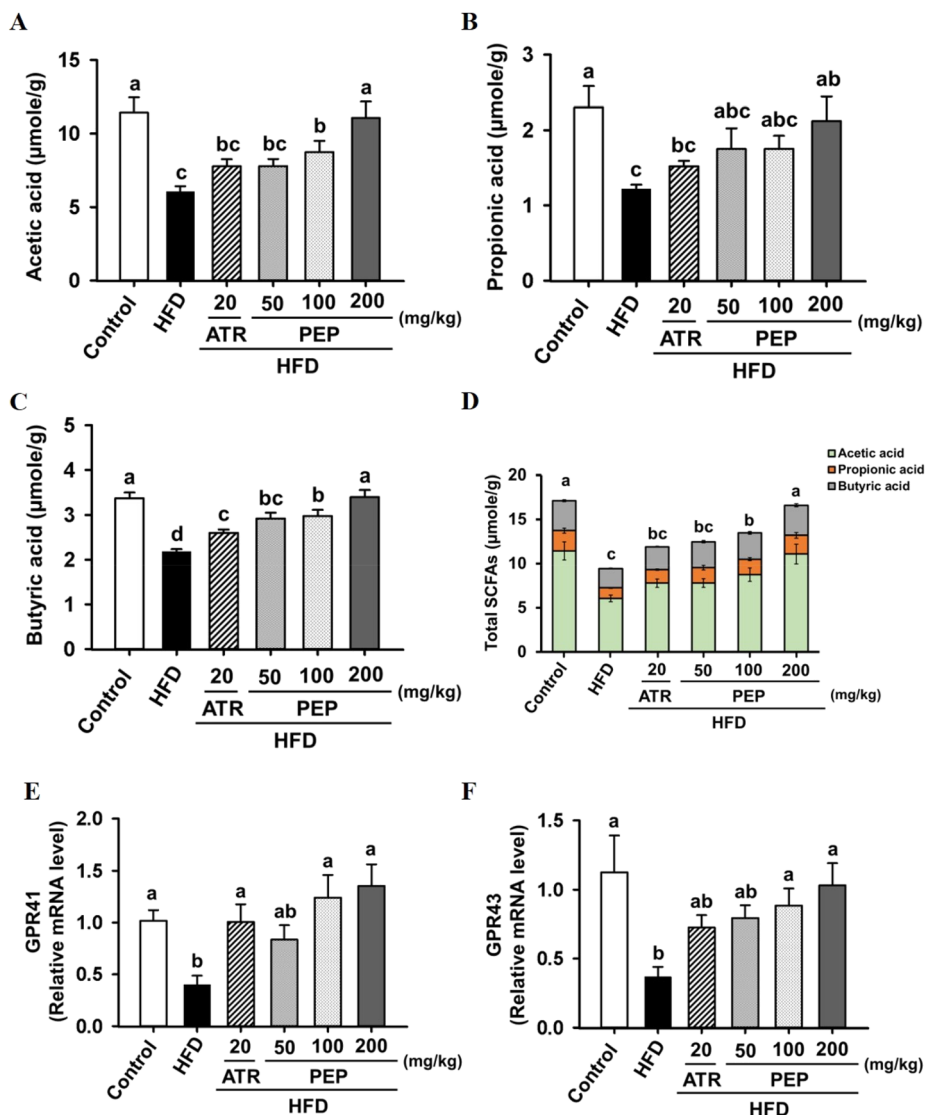 A
Acetic acid (µmole/g)
15
10
5
0
a
c
bc
bc
b
a
Control
HFD
20
50
100
200
(mg/kg)
ATR
PEP
HFD
B
Propionic acid (µmole/g)
3
2
1
0
a
c
bc
abc
abc
ab
Control
HFD
20
50
100
200
(mg/kg)
ATR
PEP
HFD
C
Butyric acid (µmole/g)
5
4
3
2
1
0
a
d
c
bc
b
a
Control
HFD
20
50
100
200
(mg/kg)
ATR
PEP
HFD
D
Acetic acid
Propionic acid
Butyric acid
Total SCFAs (µmole/g)
20
15
10
5
0
a
c
bc
bc
b
a
Control
HFD
20
50
100
200
ATR
PEP
(mg/kg)
HFD
E
GPR41
(Relative mRNA level)
2.0
1.5
1.0
0.5
0.0
a
b
a
ab
a
a
Control
HFD
20
50
100
200
(mg/kg)
ATR
PEP
HFD
F
GPR43
(Relative mRNA level)
1.5
1.0
0.5
0.0
a
b
ab
ab
a
a
Control
HFD
20
50
100
200
(mg/kg)
ATR
PEP
HFD